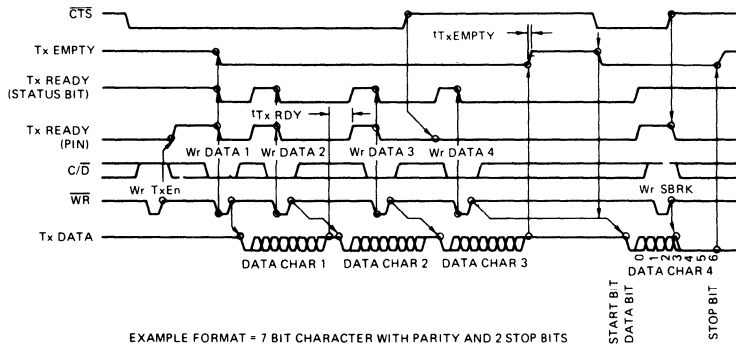 CTS
tTxEMPTY
Tx EMPTY
Tx READY
(STATUS BIT)
tTx RDY
Tx READY
(PIN)
Wr DATA 1 Wr DATA 2 Wr DATA 3 Wr DATA 4
C/D
Wr TxEn
Wr SBRK
WR
Tx DATA
DATA CHAR 1
DATA CHAR 2
DATA CHAR 3
0 1 2 3 4 5 6
DATA CHAR 4
START BIT
DATA BIT
STOP BIT
EXAMPLE FORMAT = 7 BIT CHARACTER WITH PARITY AND 2 STOP BITS